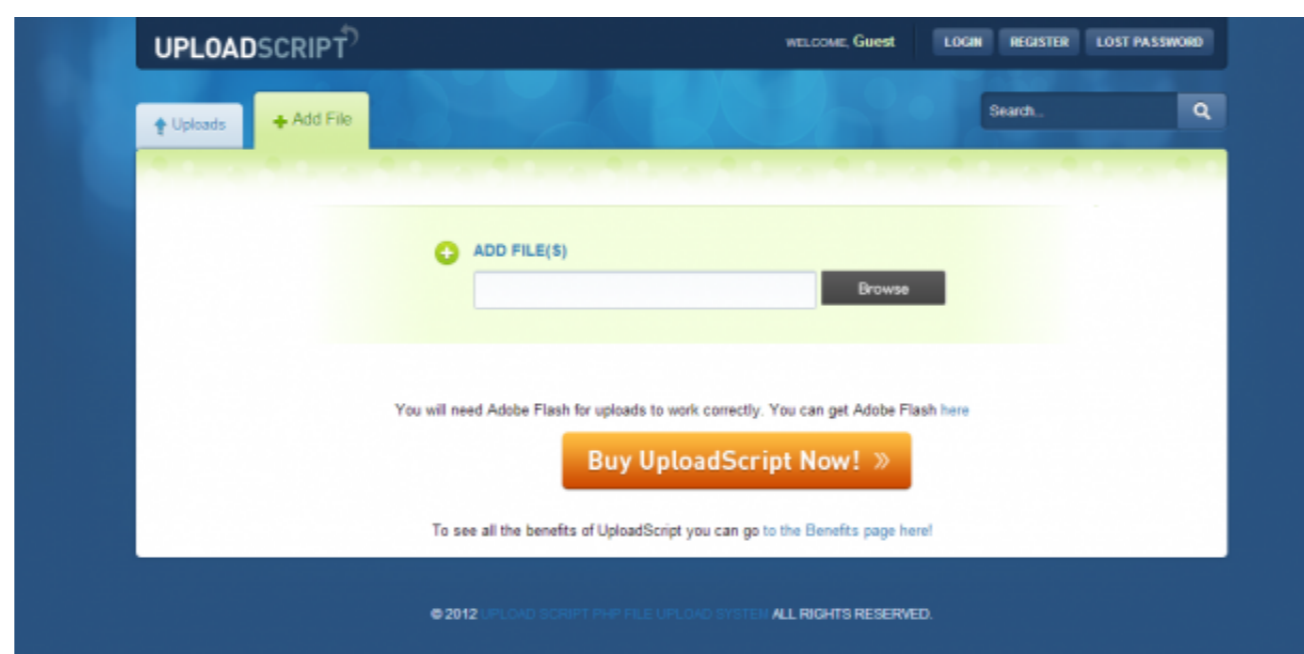 UPLOADSCRIPT
WELCOME, Guest LOGIN REGISTER LOST PASSWORD
Uploads
Add File
Search...
ADD FILE(S)
Browse
You will need Adobe Flash for uploads to work correctly. You can get Adobe Flash here
Buy UploadScript Now! »
To see all the benefits of UploadScript you can go to the Benefits page here!
© 2012 UPLOAD SCRIPT PHP FILE UPLOAD SYSTEM ALL RIGHTS RESERVED.